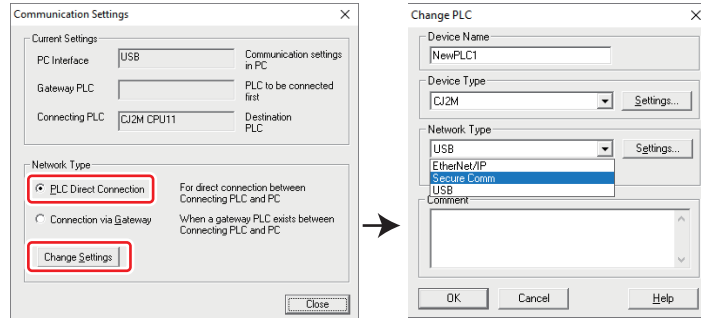 Communication Settings
Current Settings
PC Interface USB Communication settings in PC
Gateway PLC PLC to be connected first
Connecting PLC CJ2M CPU11 Destination PLC
Network Type
PLC Direct Connection For direct connection between Connecting PLC and PC
Connection via Gateway When a gateway PLC exists between Connecting PLC and PC
Change Settings
Close
Change PLC
Device Name
NewPLC1
Device Type
CJ2M Settings...
Network Type
USB Settings...
EtherNet/IP
Secure Comm
USB
Comment
OK Cancel Help